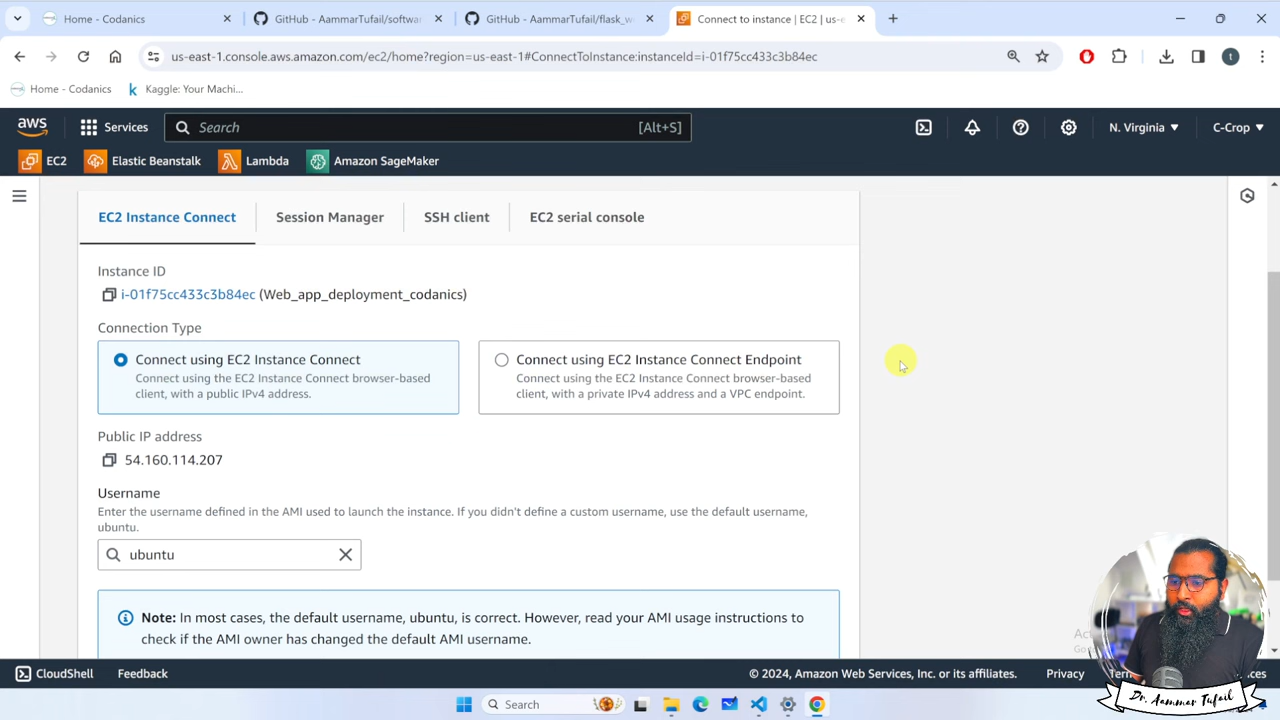 Home - Codanics
GitHub - AammarTufail/softwar
GitHub - AammarTufail/flask_w
Connect to instance | EC2 | us-e
us-east-1.console.aws.amazon.com/ec2/home?region=us-east-1#ConnectToInstance:instanceId=i-01f75cc433c3b84ec
t
Home - Codanics
k
Kaggle: Your Machi...
aws
Services
Search
[Alt+S]
N. Virginia
C-Crop
EC2
Elastic Beanstalk
Lambda
Amazon SageMaker
EC2 Instance Connect
Session Manager
SSH client
EC2 serial console
Instance ID
i-01f75cc433c3b84ec (Web_app_deployment_codanics)
Connection Type
Connect using EC2 Instance Connect
Connect using the EC2 Instance Connect browser-based
client, with a public IPv4 address.
Connect using EC2 Instance Connect Endpoint
Connect using the EC2 Instance Connect browser-based
client, with a private IPv4 address and a VPC endpoint.
Public IP address
54.160.114.207
Username
Enter the username defined in the AMI used to launch the instance. If you didn't define a custom username, use the default username,
ubuntu.
ubuntu
Note: In most cases, the default username, ubuntu, is correct. However, read your AMI usage instructions to
check if the AMI owner has changed the default AMI username.
CloudShell
Feedback
© 2024, Amazon Web Services, Inc. or its affiliates.
Privacy
Search
Dr. Aammar Tufail